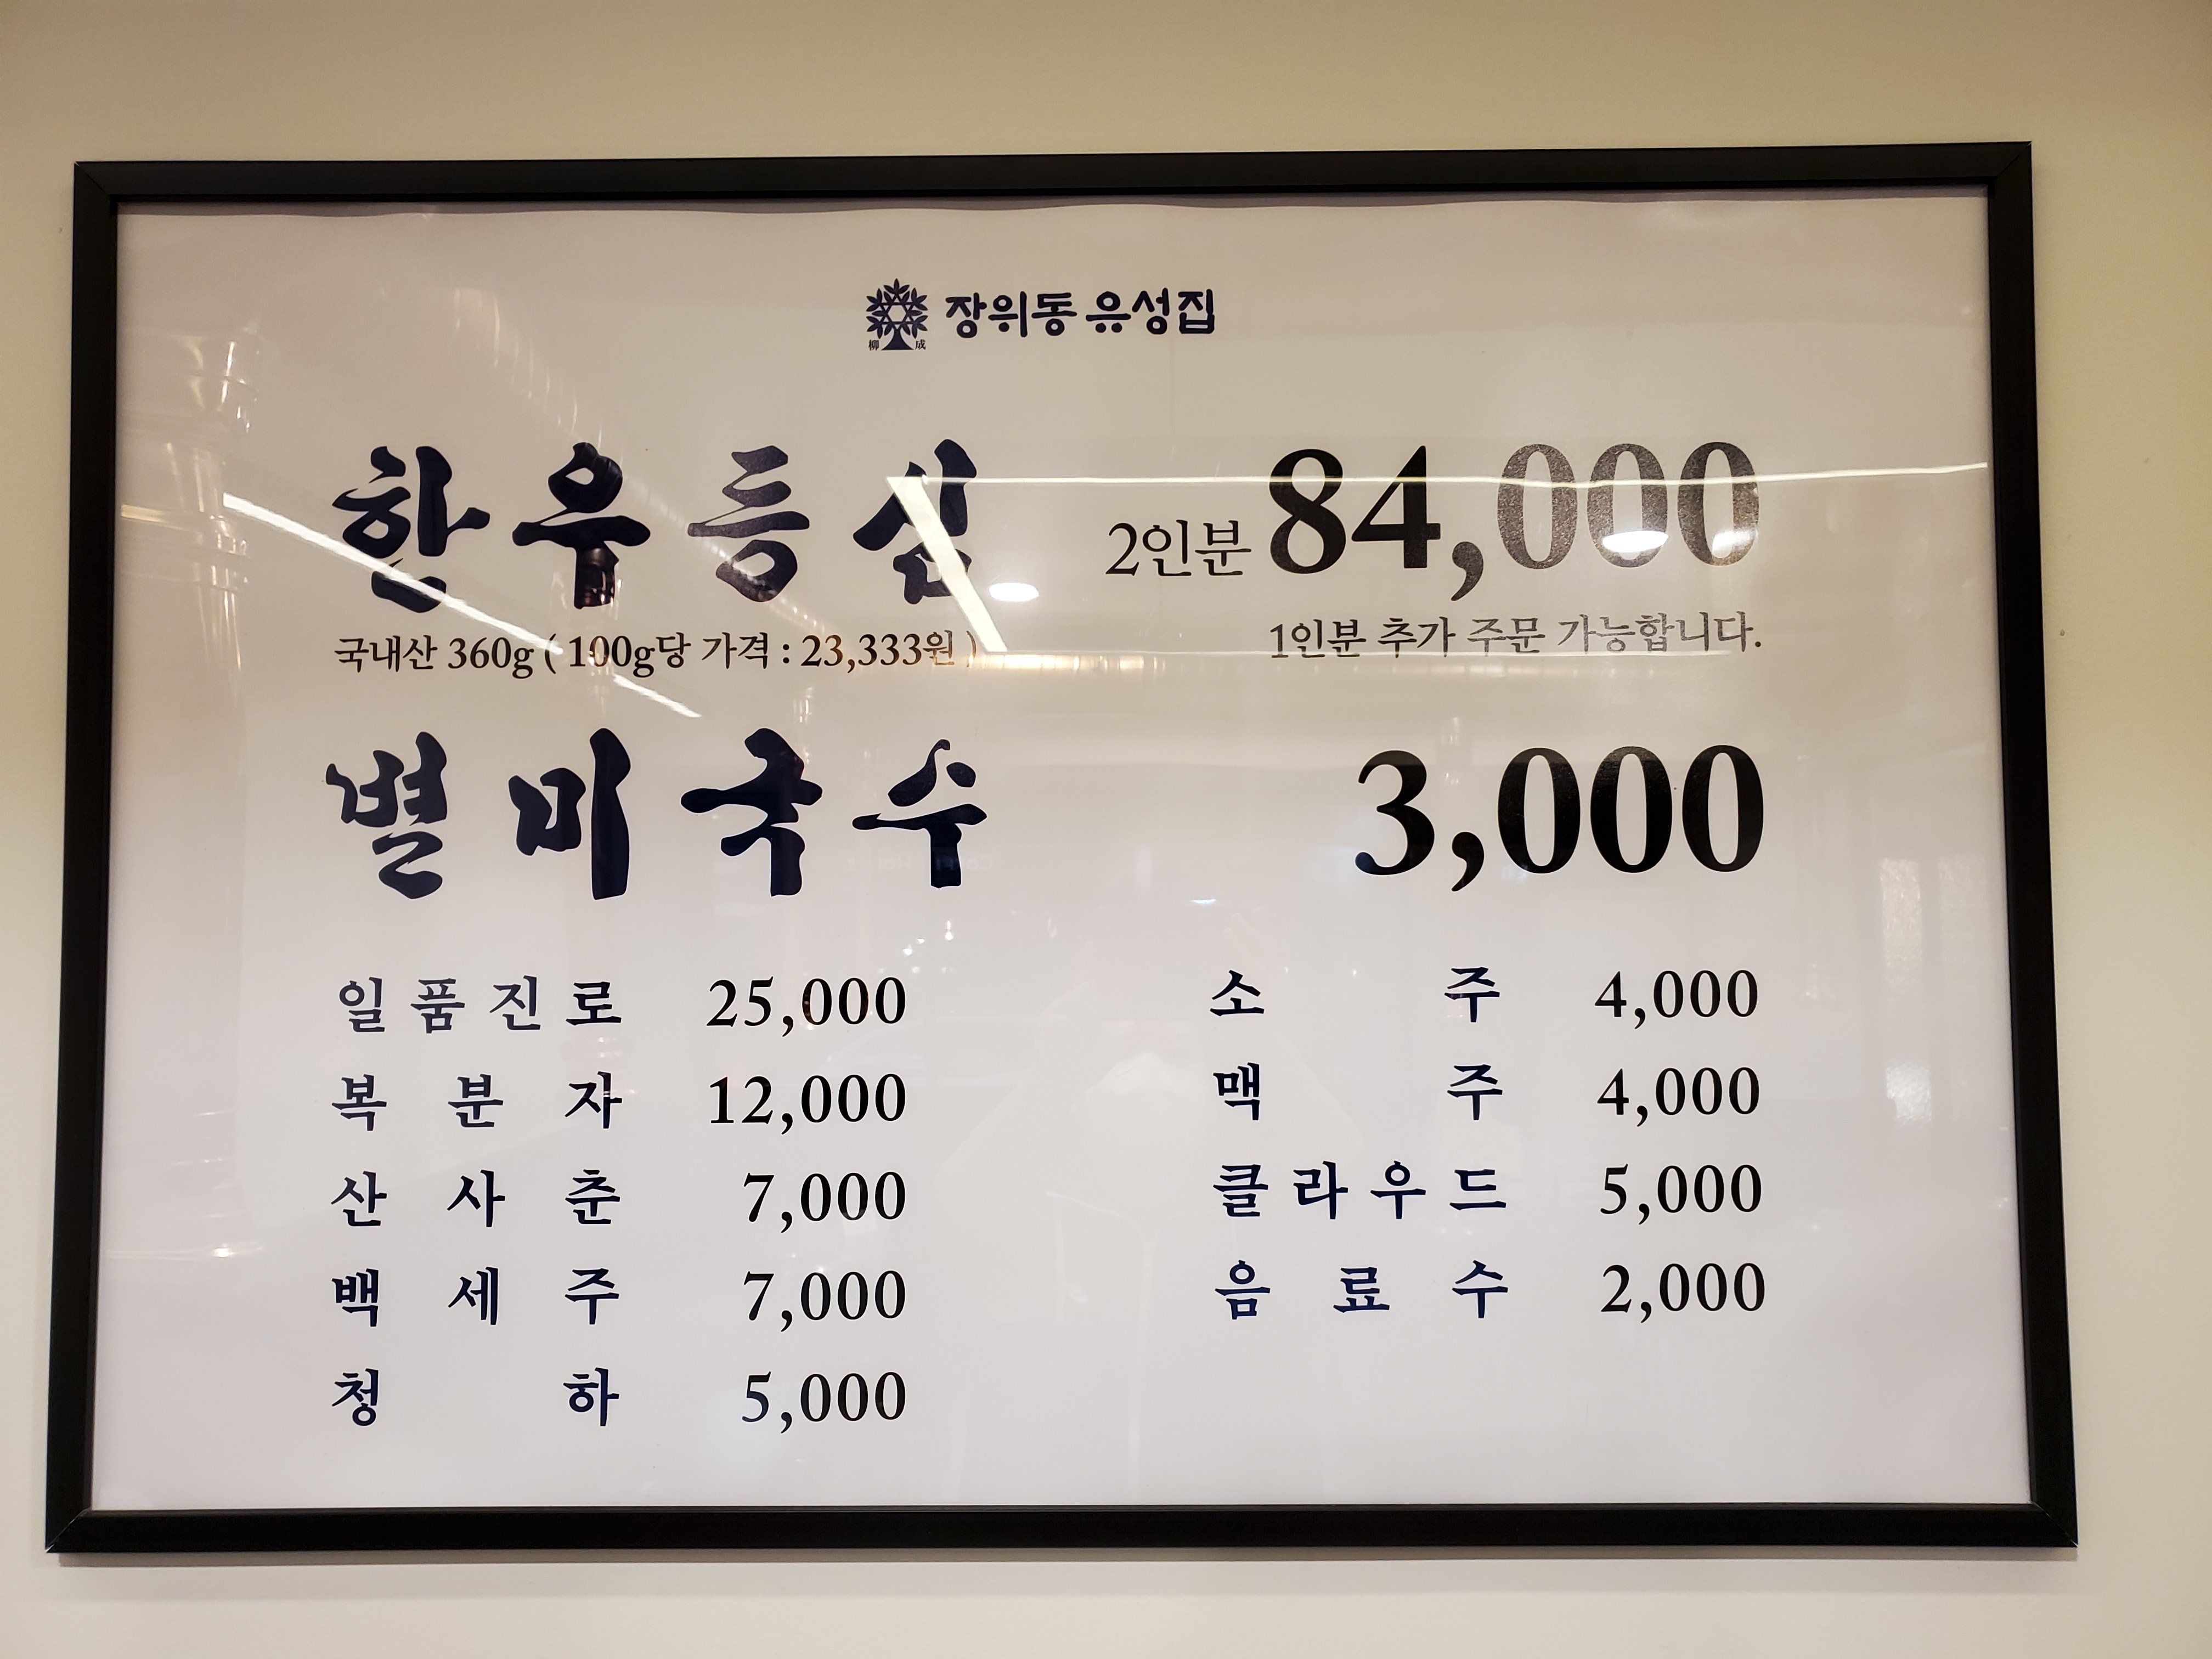 柳 成 장위동 유성집
한우등심 2인분 84,000
국내산 360g ( 100g당 가격 : 23,333원 ) 1인분 추가 주문 가능합니다.
별미국수 3,000
일품진로 25,000 소주 4,000
복분자 12,000 맥주 4,000
산사춘 7,000 클라우드 5,000
백세주 7,000 음료수 2,000
청하 5,000